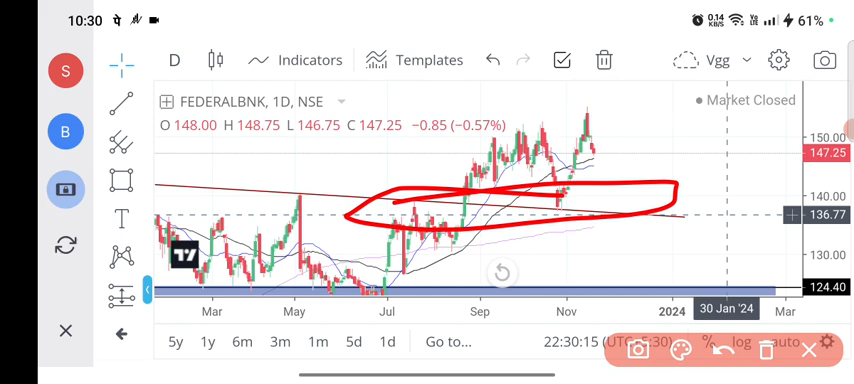 10:30 0.14 KB/S Vo LTE 61%
S D Indicators Templates Vgg
FEDERALBNK, 1D, NSE Market Closed
O 148.00 H 148.75 L 146.75 C 147.25 −0.85 (−0.57%)
B
150.00
147.25
140.00
136.77
T
130.00
124.40
Mar May Jul Sep Nov 2024 30 Jan '24 Mar
5y 1y 6m 3m 1m 5d 1d Go to... 22:30:15 (UTC+5:30) % log auto